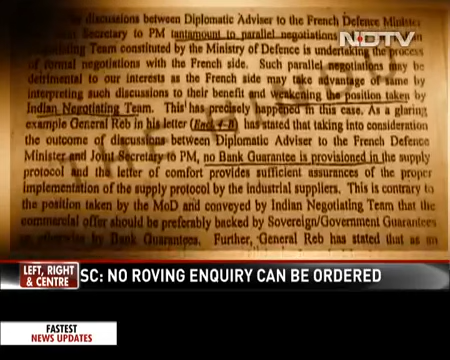 discussions between Diplomatic Adviser to the French Defence Minister
Secretary to PM tantamount to parallel negotiations
NDTV
Team constituted by the Ministry of Defence is undertaking the process
of formal negotiations with the French side. Such parallel negotiations may be
detrimental to our interests as the French side may take advantage of same by
interpreting such discussions to their benefit and weakening the position taken by
Indian Negotiating Team. This has precisely happened in this case. As a glaring
example General Reb in his letter (Encl 4-B) has stated that taking into consideration
the outcome of discussions between Diplomatic Adviser to the French Defence
Minister and Joint Secretary to PM, no Bank Guarantee is provisioned in the supply
protocol and the letter of comfort provides sufficient assurances of the proper
implementation of the supply protocol by the industrial suppliers. This is contrary to
the position taken by the MoD and conveyed by Indian Negotiating Team that the
commercial offer should be preferably backed by Sovereign/Government Guarantees
or otherwise by Bank Guarantees. Further, General Reb has stated that
LEFT, RIGHT
& CENTRE
SC: NO ROVING ENQUIRY CAN BE ORDERED
FASTEST
NEWS UPDATES